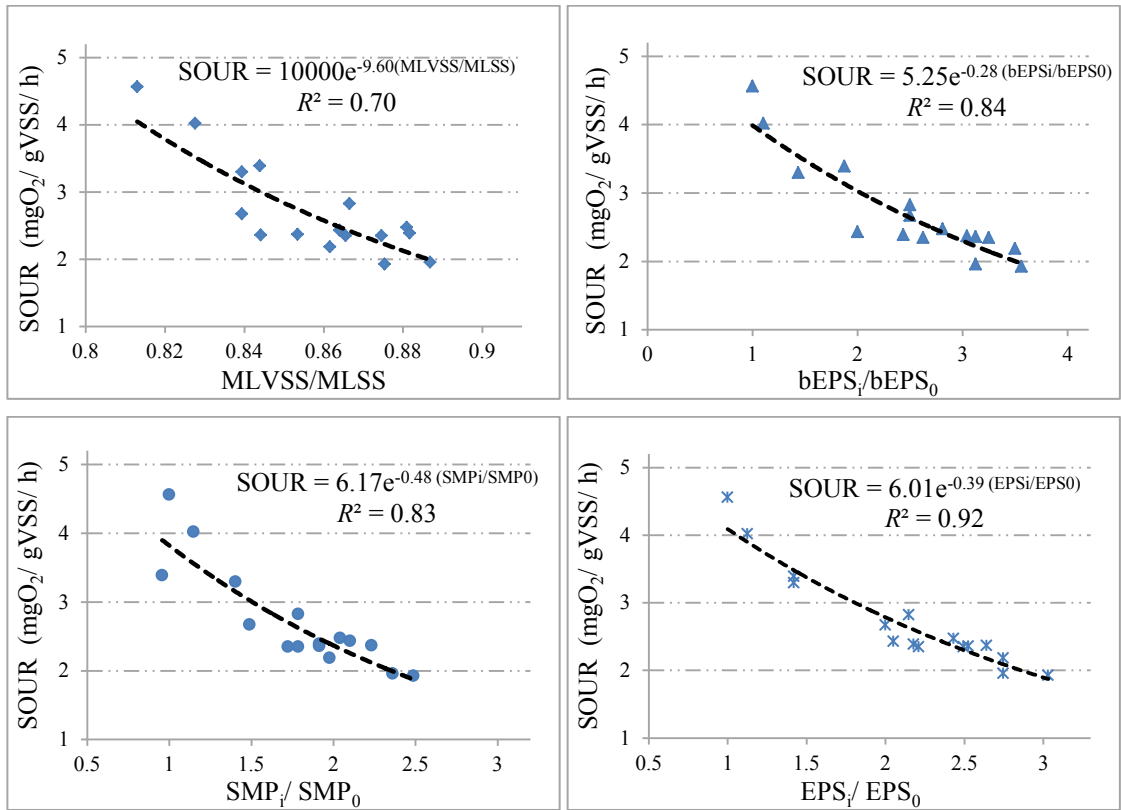 SOUR = 10000e^-9.60(MLVSS/MLSS)
R² = 0.70
SOUR (mgO₂/ gVSS/ h)
5
4
3
2
1
0.8 0.82 0.84 0.86 0.88 0.9
MLVSS/MLSS
SOUR = 5.25e^-0.28 (bEPSi/bEPS0)
R² = 0.84
SOUR (mgO₂/ gVSS/ h)
5
4
3
2
1
0 1 2 3 4
bEPSᵢ/bEPS₀
SOUR = 6.17e^-0.48 (SMPi/SMP0)
R² = 0.83
SOUR (mgO₂/ gVSS/ h)
5
4
3
2
1
0.5 1 1.5 2 2.5 3
SMPᵢ/ SMP₀
SOUR = 6.01e^-0.39 (EPSi/EPS0)
R² = 0.92
SOUR (mgO₂/ gVSS/ h)
5
4
3
2
1
0.5 1 1.5 2 2.5 3
EPSᵢ/ EPS₀